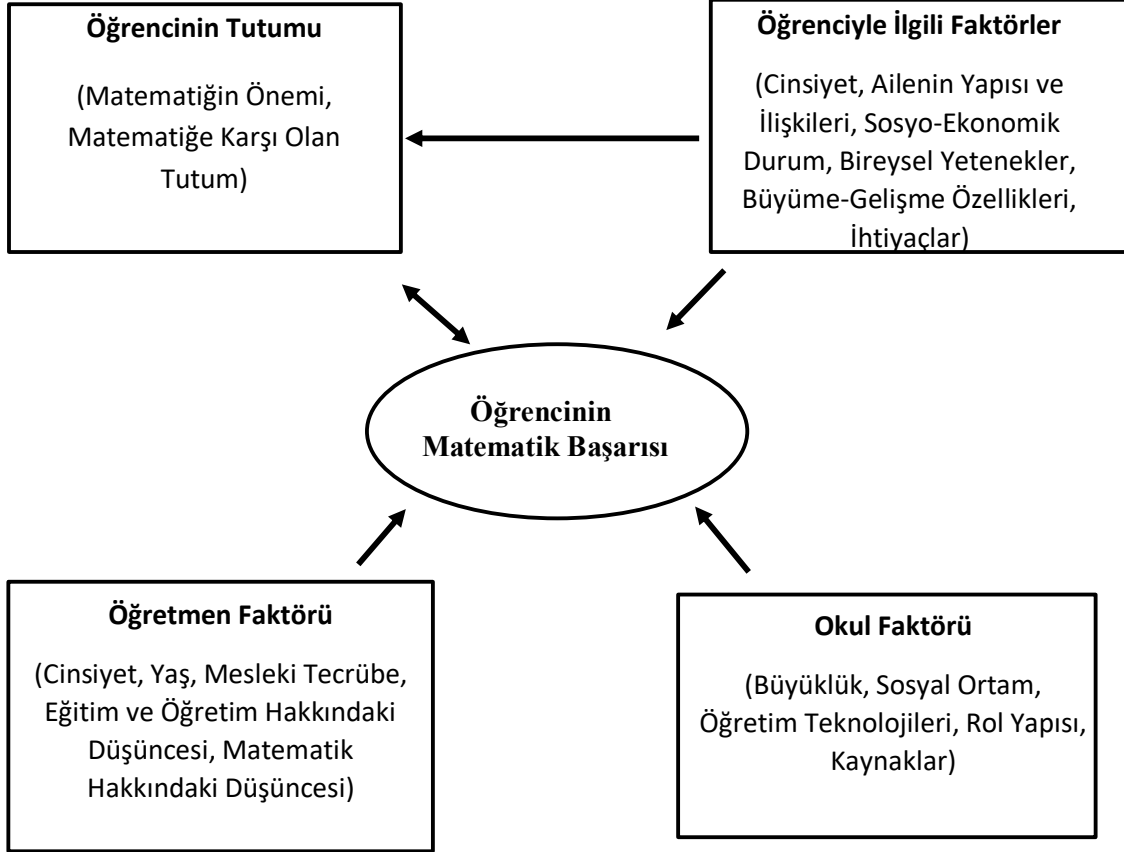 Öğrencinin Tutumu
(Matematiğin Önemi,
Matematiğe Karşı Olan
Tutum)
Öğrenciyle İlgili Faktörler
(Cinsiyet, Ailenin Yapısı ve
İlişkileri, Sosyo-Ekonomik
Durum, Bireysel Yetenekler,
Büyüme-Gelişme Özellikleri,
İhtiyaçlar)
Öğrencinin
Matematik Başarısı
Öğretmen Faktörü
(Cinsiyet, Yaş, Mesleki Tecrübe,
Eğitim ve Öğretim Hakkındaki
Düşüncesi, Matematik
Hakkındaki Düşüncesi)
Okul Faktörü
(Büyüklük, Sosyal Ortam,
Öğretim Teknolojileri, Rol Yapısı,
Kaynaklar)